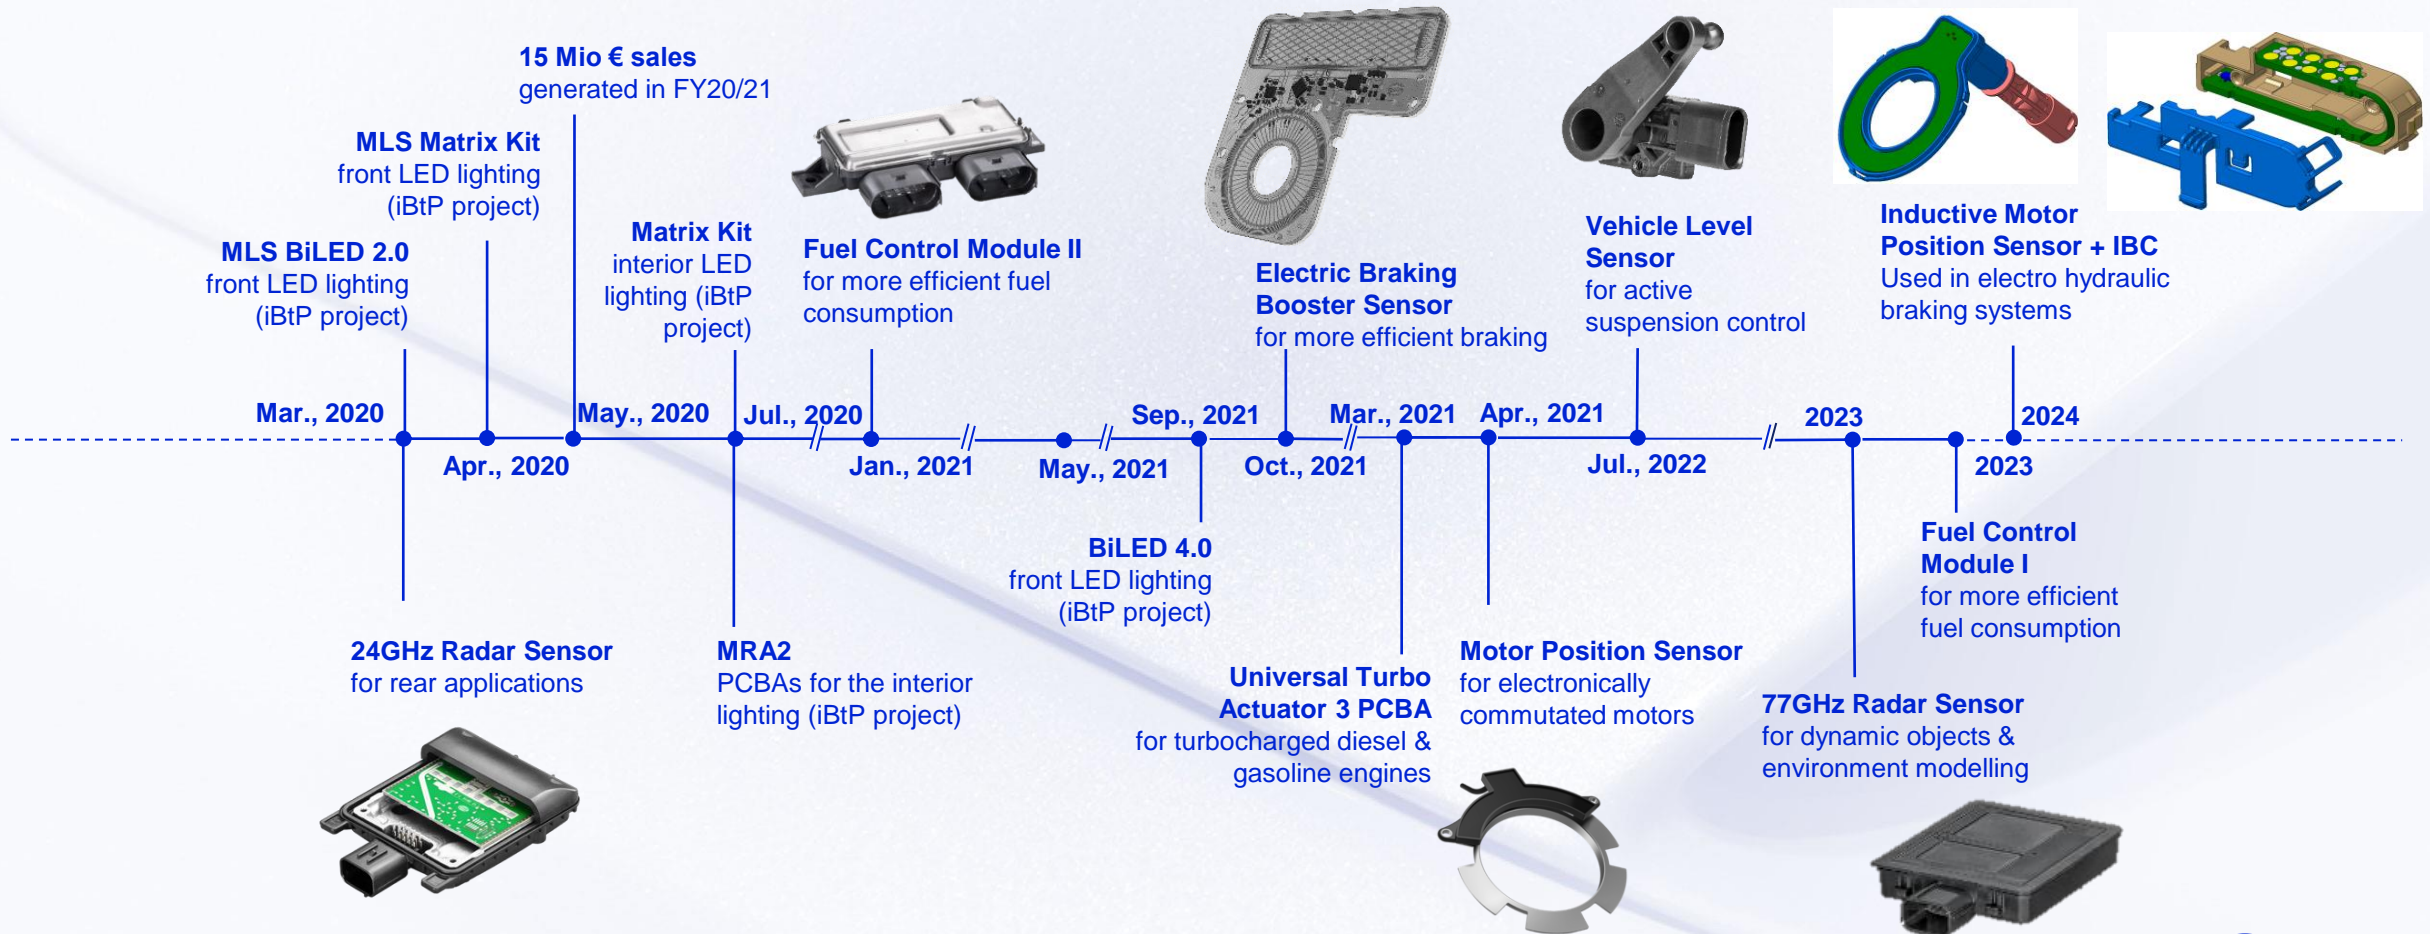 15 Mio € sales
generated in FY20/21
MLS Matrix Kit
front LED lighting
(iBtP project)
MLS BiLED 2.0
front LED lighting
(iBtP project)
Matrix Kit
interior LED
lighting (iBtP
project)
Fuel Control Module II
for more efficient fuel
consumption
Electric Braking
Booster Sensor
for more efficient braking
Vehicle Level
Sensor
for active
suspension control
Inductive Motor
Position Sensor + IBC
Used in electro hydraulic
braking systems
Mar., 2020
Apr., 2020
May., 2020
Jul., 2020
Jan., 2021
May., 2021
Sep., 2021
Oct., 2021
Mar., 2021
Apr., 2021
Jul., 2022
2023
2023
2024
24GHz Radar Sensor
for rear applications
MRA2
PCBAs for the interior
lighting (iBtP project)
BiLED 4.0
front LED lighting
(iBtP project)
Universal Turbo
Actuator 3 PCBA
for turbocharged diesel &
gasoline engines
Motor Position Sensor
for electronically
commutated motors
77GHz Radar Sensor
for dynamic objects &
environment modelling
Fuel Control
Module I
for more efficient
fuel consumption